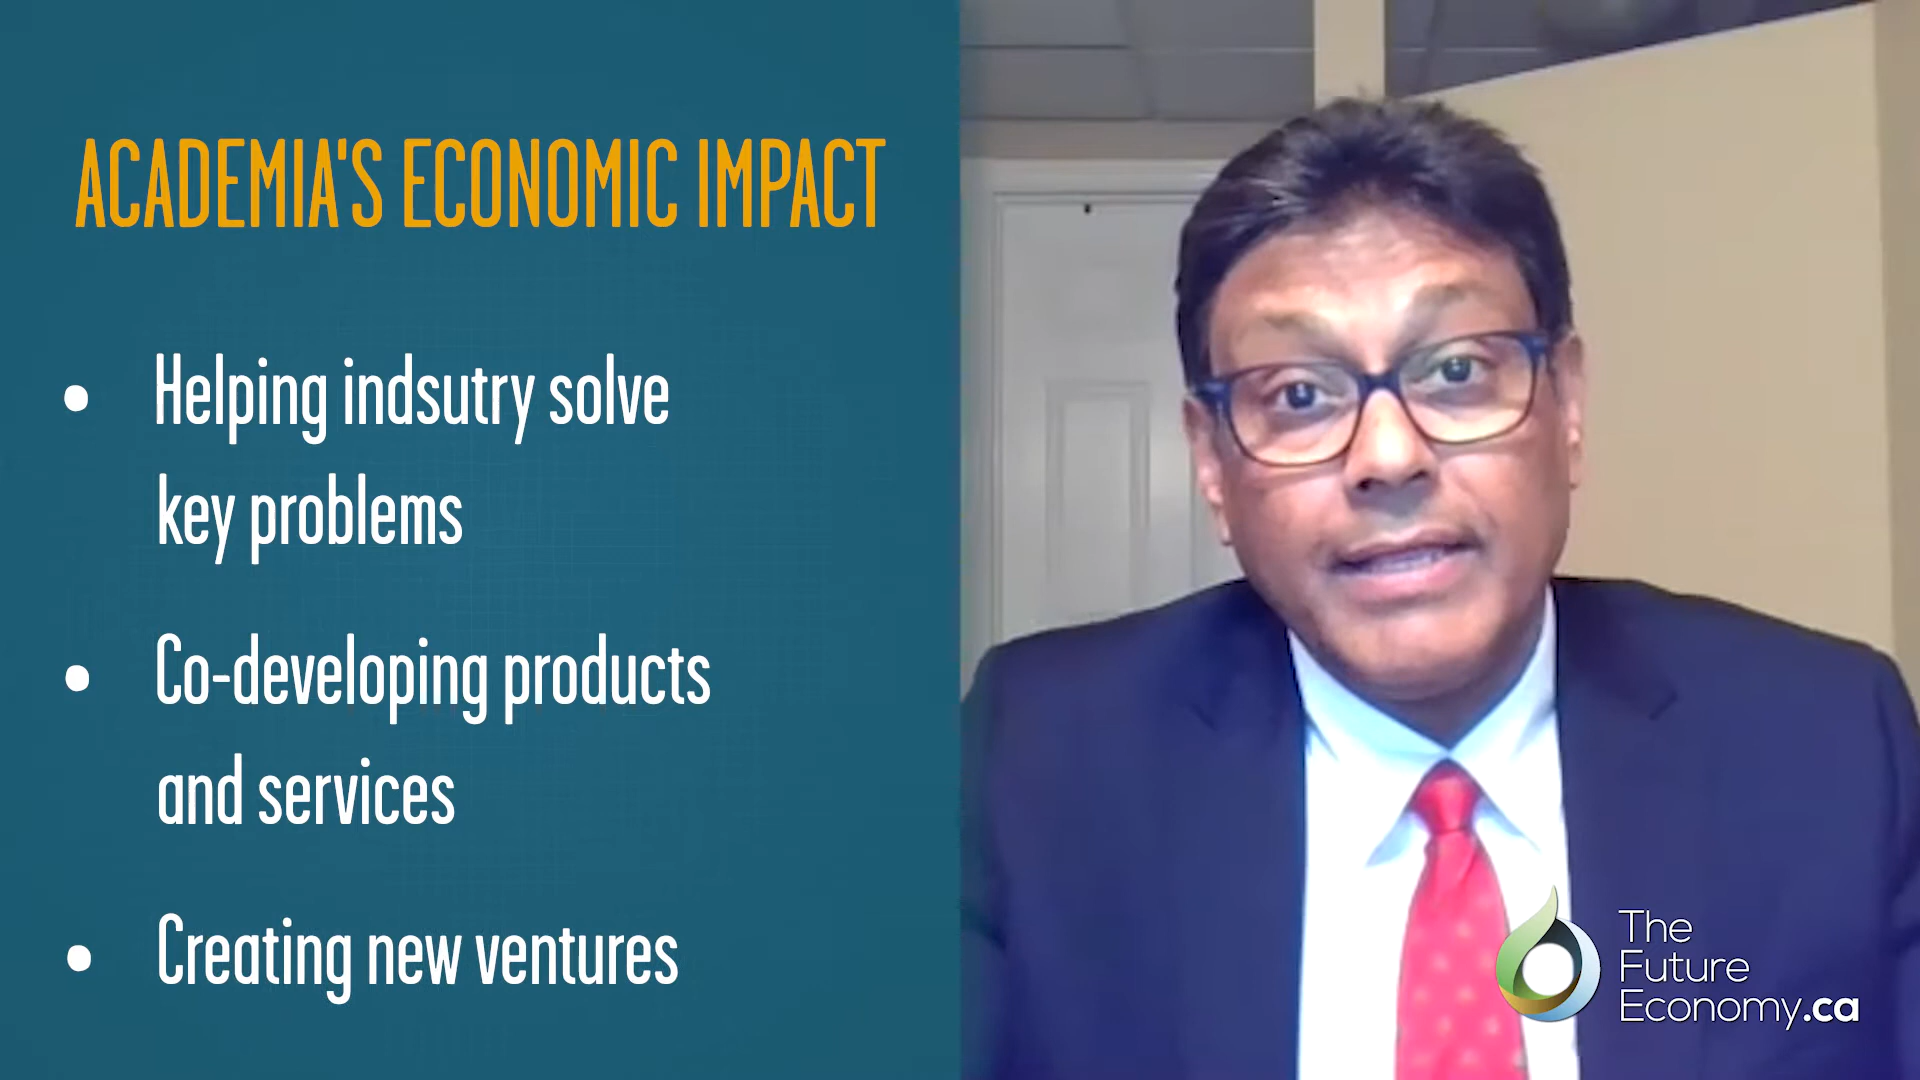 ACADEMIA'S ECONOMIC IMPACT
• Helping indsutry solve
key problems
• Co-developing products
and services
• Creating new ventures
The
Future
Economy.ca